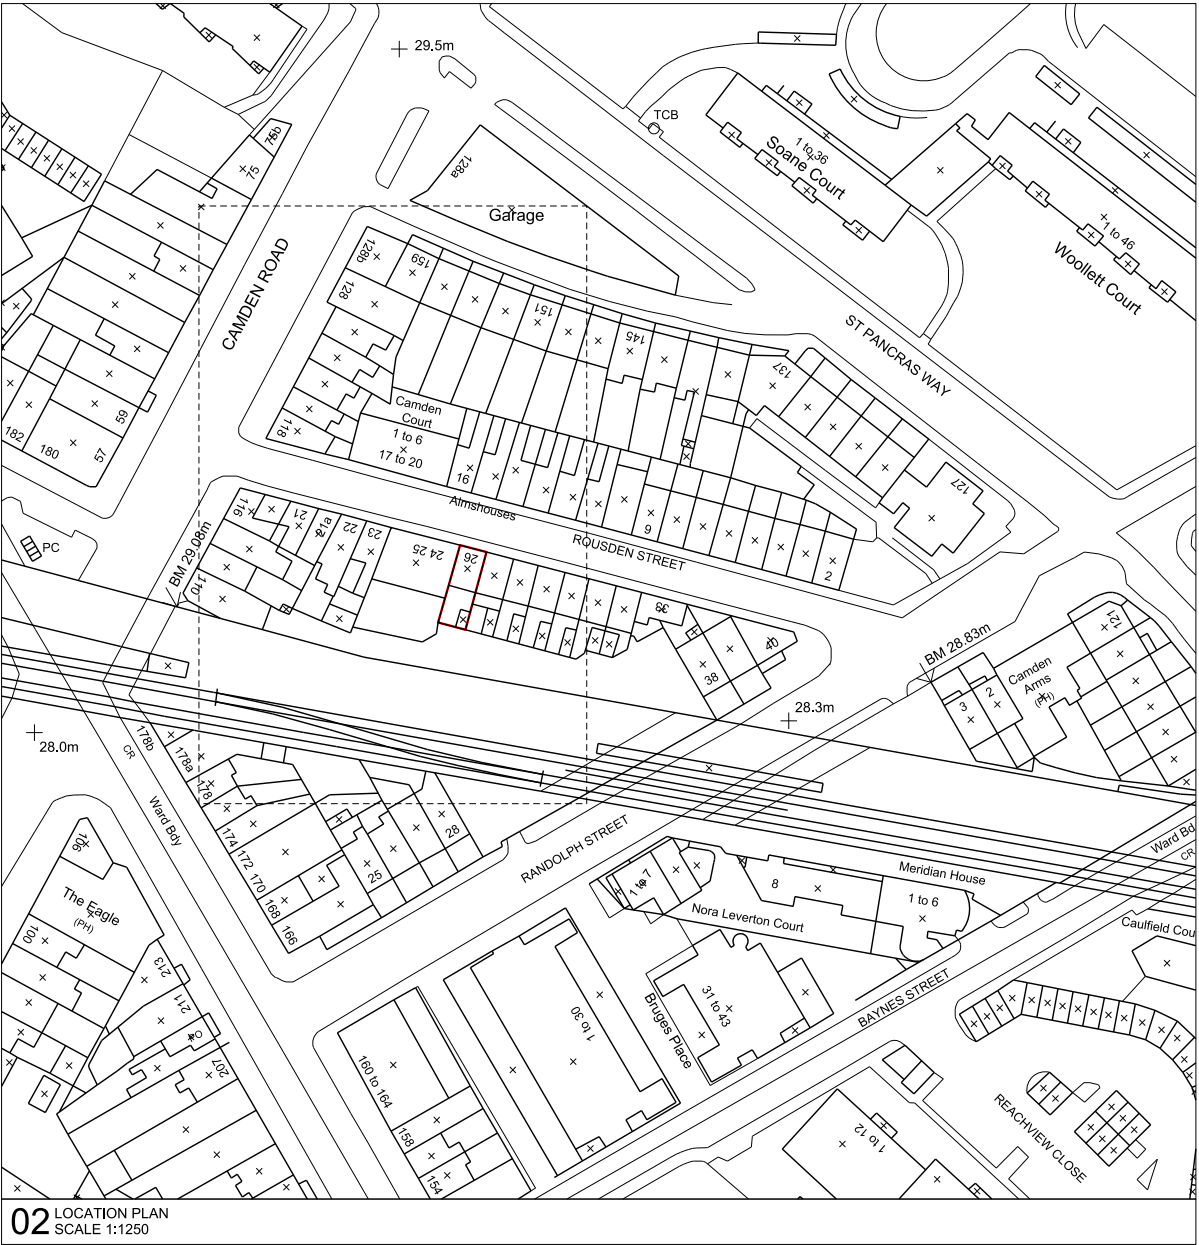 29.5m
TCB
1 to 36
Soane Court
1 to 46
Woollett Court
75b
75
128a
Garage
CAMDEN ROAD
ST PANCRAS WAY
128b
159
128
151
145
137
127
118
Camden
Court
1 to 6
17 to 20
16
9
2
59
57
182
180
Almshouses
ROUSDEN STREET
PC
BM 29.08m
116
110
21
21a
22
23
24 25
26
33
38
40
BM 28.83m
28.3m
28.0m
121
Camden
Arms
(PH)
2
3
178b
178a
178
174
172
170
168
166
CR
Ward Bdy
25
28
RANDOLPH STREET
106
The Eagle
(PH)
100
213
211
207
1 to 7
8
Meridian House
1 to 6
Nora Leverton Court
Ward Bd
CR
Caulfield Cou
BAYNES STREET
Bruges Place
31 to 43
1 to 30
160 to 164
158
154
1 to 12
REACHVIEW CLOSE
02 LOCATION PLAN
SCALE 1:1250